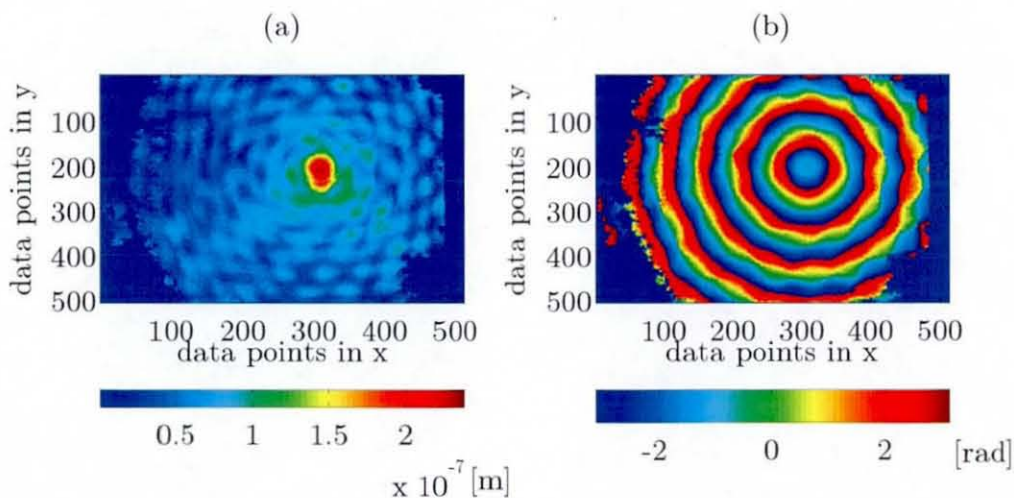 (a)
data points in y
100
200
300
400
500
100 200 300 400 500
data points in x
0.5 1 1.5 2
x 10-7 [m]
(b)
data points in y
100
200
300
400
500
100 200 300 400 500
data points in x
-2 0 2 [rad]